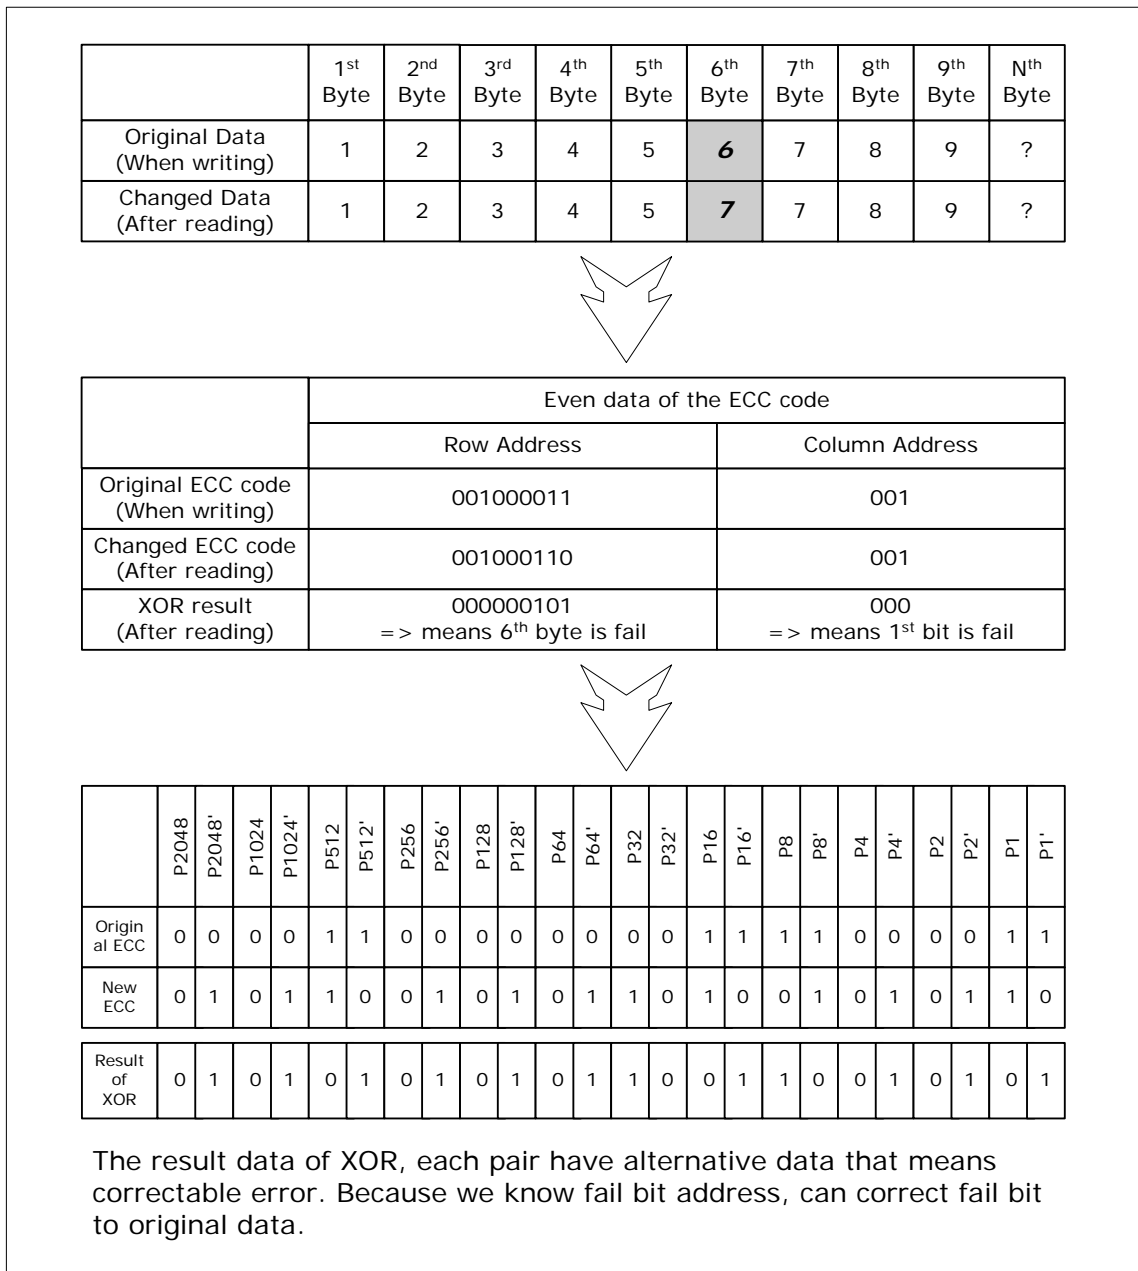 1st Byte 2nd Byte 3rd Byte 4th Byte 5th Byte 6th Byte 7th Byte 8th Byte 9th Byte Nth Byte
Original Data (When writing) 1 2 3 4 5 6 7 8 9 ?
Changed Data (After reading) 1 2 3 4 5 7 7 8 9 ?
Even data of the ECC code
Row Address Column Address
Original ECC code (When writing) 001000011 001
Changed ECC code (After reading) 001000110 001
XOR result (After reading) 000000101 => means 6th byte is fail 000 => means 1st bit is fail
P2048 P2048' P1024 P1024' P512 P512' P256 P256' P128 P128' P64 P64' P32 P32' P16 P16' P8 P8' P4 P4' P2 P2' P1 P1'
Original ECC 0 0 0 0 1 1 0 0 0 0 0 0 0 0 1 1 1 1 0 0 0 0 1 1
New ECC 0 1 0 1 1 0 0 1 0 1 0 1 1 0 1 0 0 1 0 1 0 1 1 0
Result of XOR 0 1 0 1 0 1 0 1 0 1 0 1 1 0 0 1 1 0 0 1 0 1 0 1
The result data of XOR, each pair have alternative data that means
correctable error. Because we know fail bit address, can correct fail bit
to original data.